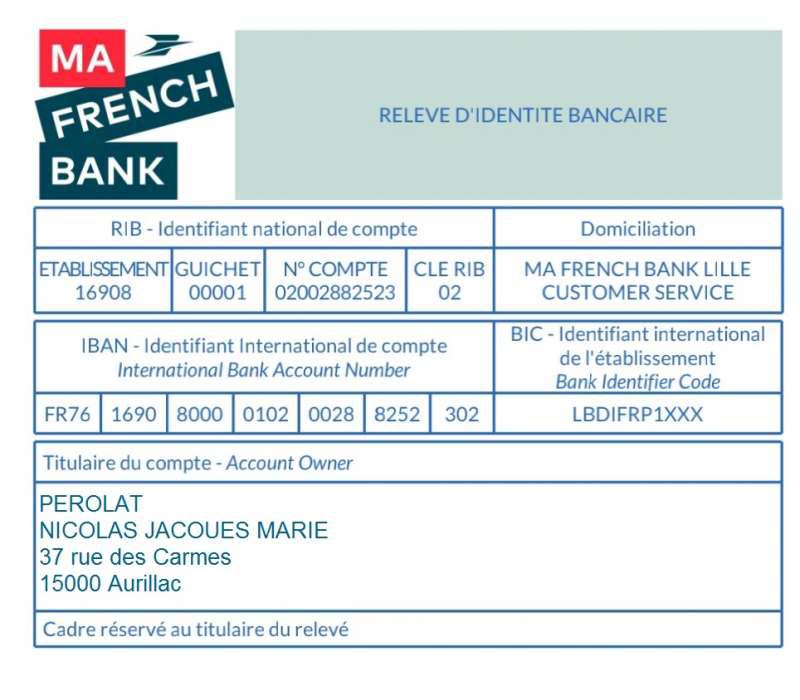 MA
FRENCH
BANK
RELEVE D'IDENTITE BANCAIRE
RIB - Identifiant national de compte
Domiciliation
ETABLISSEMENT GUICHET N° COMPTE CLE RIB
16908 00001 02002882523 02
MA FRENCH BANK LILLE
CUSTOMER SERVICE
IBAN - Identifiant International de compte
International Bank Account Number
BIC - Identifiant international
de l'établissement
Bank Identifier Code
FR76 1690 8000 0102 0028 8252 302 LBDIFRP1XXX
Titulaire du compte - Account Owner
PEROLAT
NICOLAS JACOUES MARIE
37 rue des Carmes
15000 Aurillac
Cadre réservé au titulaire du relevé